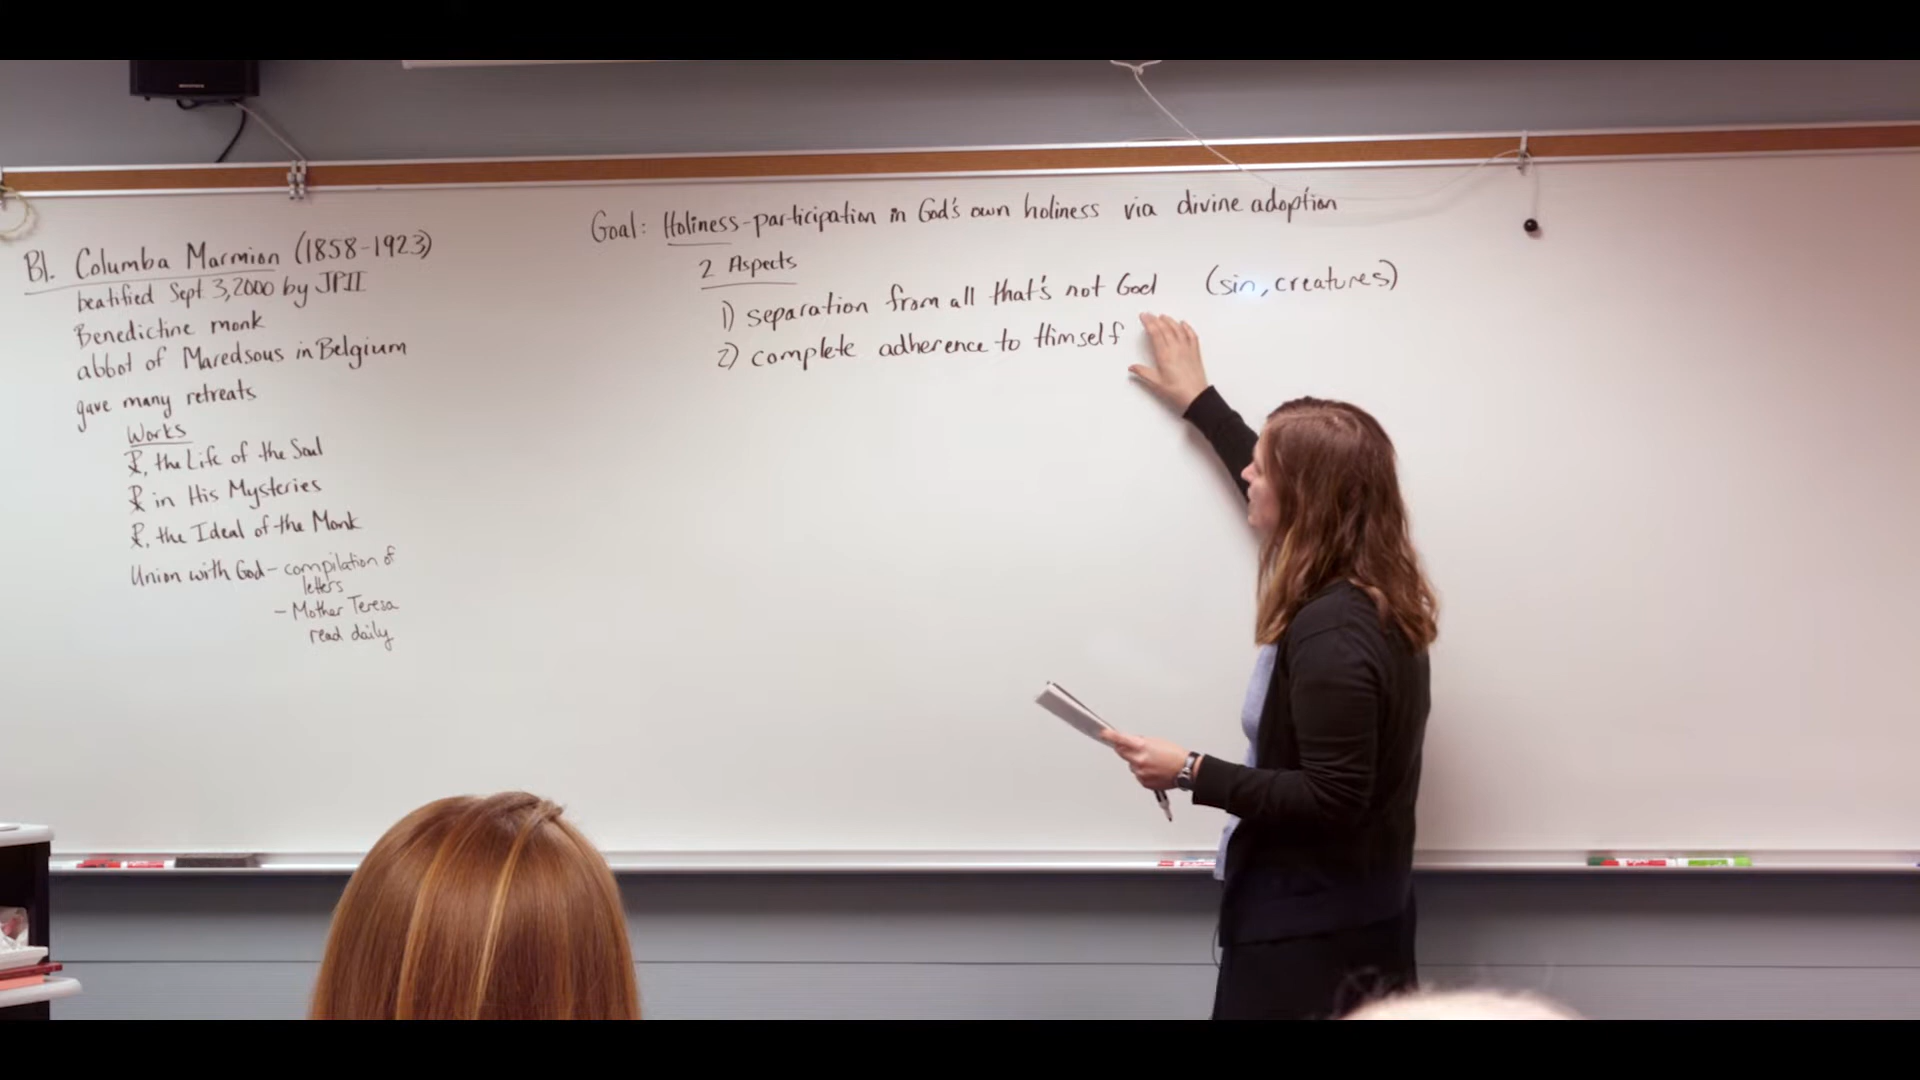 Bl. Columba Marmion (1858-1923)
beatified Sept 3, 2000 by JPII
Benedictine monk
abbot of Maredsous in Belgium
gave many retreats
Works
☧, the Life of the Soul
☧ in His Mysteries
☧, the Ideal of the Monk
Union with God - compilation of
letters
- Mother Teresa
read daily
Goal: Holiness - participation in God's own holiness via divine adoption
2 Aspects
1) separation from all that's not God (sin, creatures)
2) complete adherence to Himself